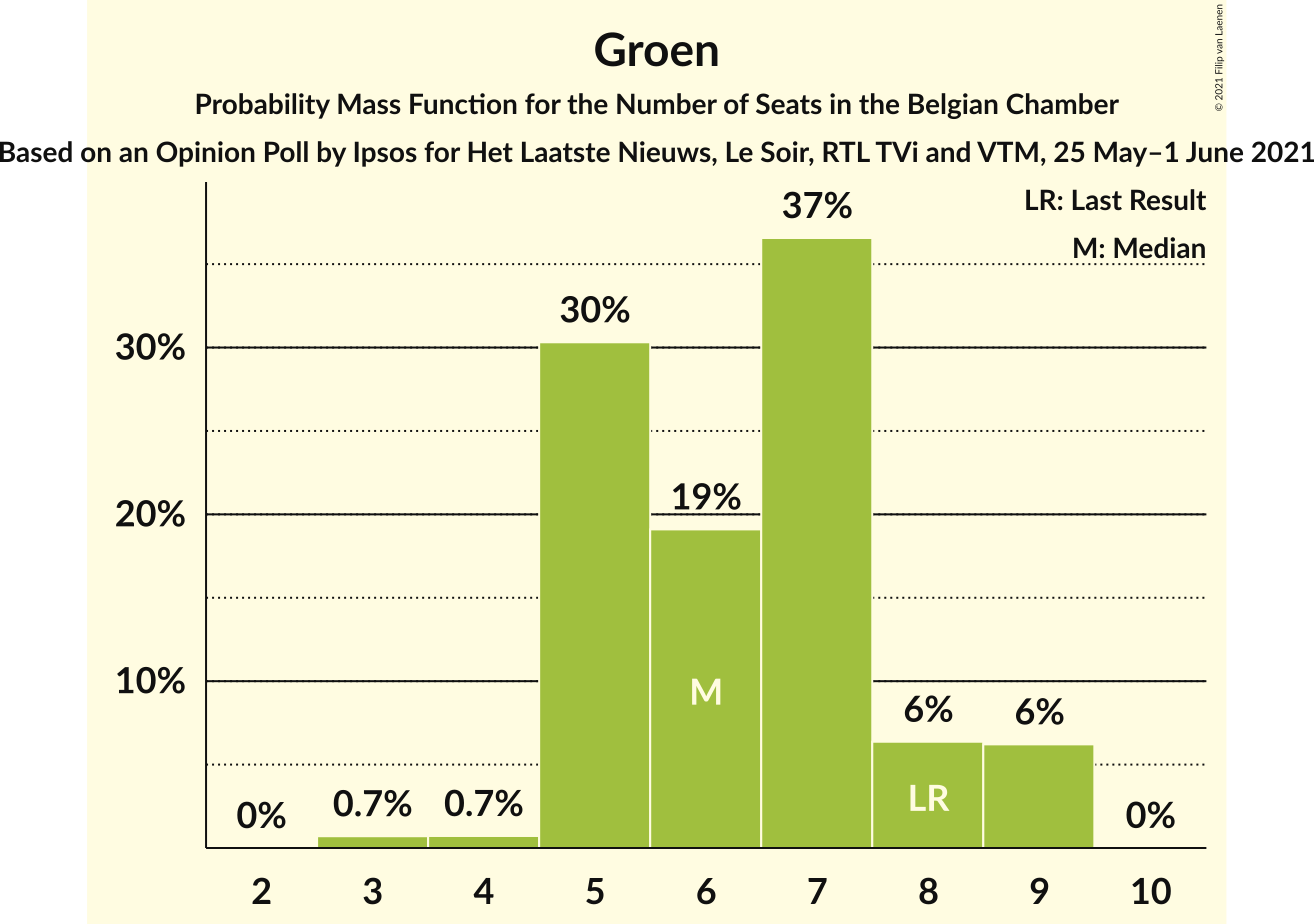 Groen
Probability Mass Function for the Number of Seats in the Belgian Chamber
Based on an Opinion Poll by Ipsos for Het Laatste Nieuws, Le Soir, RTL TVi and VTM, 25 May–1 June 2021
© 2021 Filip van Laenen
LR: Last Result
M: Median
37%
30%
30%
19%
20%
10%
M
6%
6%
LR
0%
0.7%
0.7%
0%
2 3 4 5 6 7 8 9 10